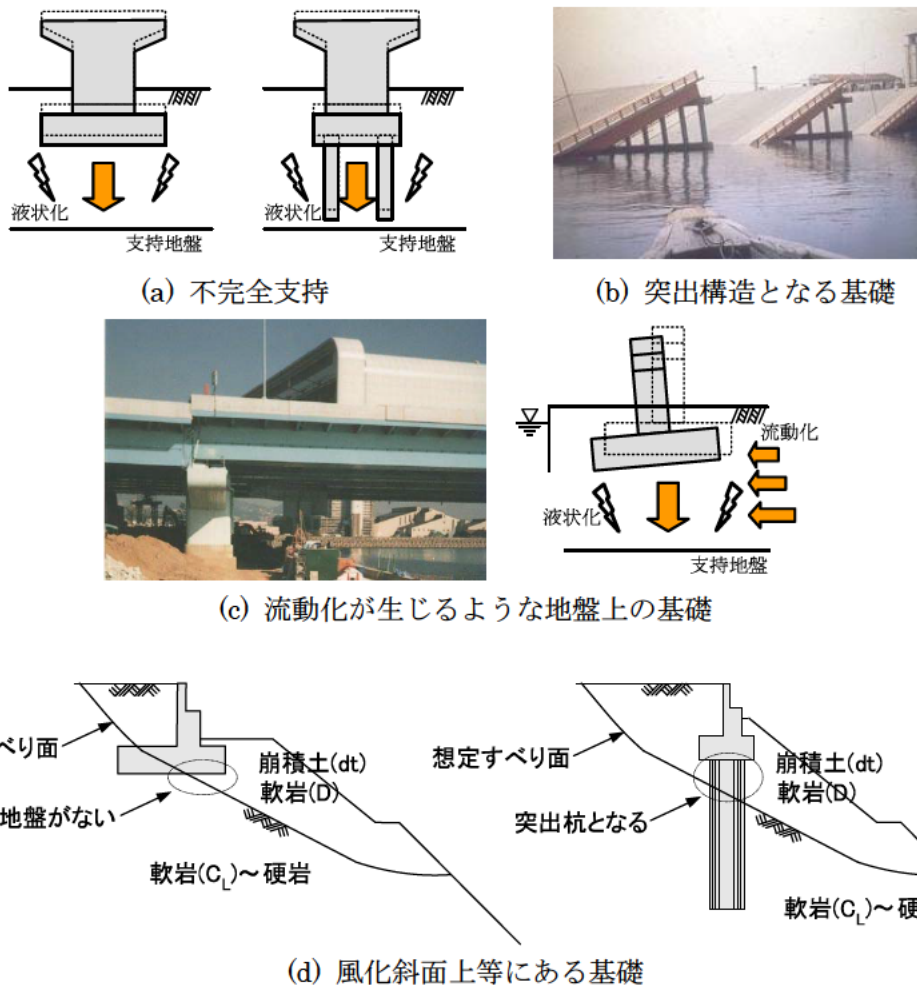 液状化
支持地盤
液状化
支持地盤
(a) 不完全支持
(b) 突出構造となる基礎
流動化
液状化
支持地盤
(c) 流動化が生じるような地盤上の基礎
べり面
崩積土(dt)
軟岩(D)
地盤がない
軟岩(CL)～硬岩
想定すべり面
崩積土(dt)
軟岩(D)
突出杭となる
軟岩(CL)～硬
(d) 風化斜面上等にある基礎